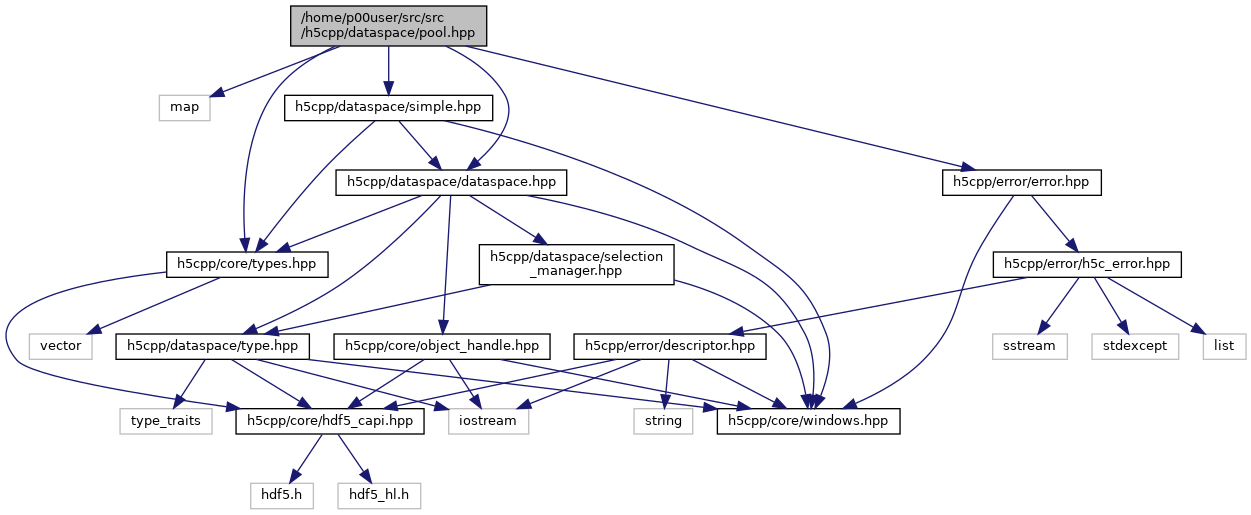 /home/p00user/src/src
/h5cpp/dataspace/pool.hpp
map
h5cpp/dataspace/simple.hpp
h5cpp/dataspace/dataspace.hpp
h5cpp/error/error.hpp
h5cpp/core/types.hpp
h5cpp/dataspace/selection
_manager.hpp
h5cpp/error/h5c_error.hpp
vector
h5cpp/dataspace/type.hpp
h5cpp/core/object_handle.hpp
h5cpp/error/descriptor.hpp
sstream
stdexcept
list
type_traits
h5cpp/core/hdf5_capi.hpp
iostream
string
h5cpp/core/windows.hpp
hdf5.h
hdf5_hl.h